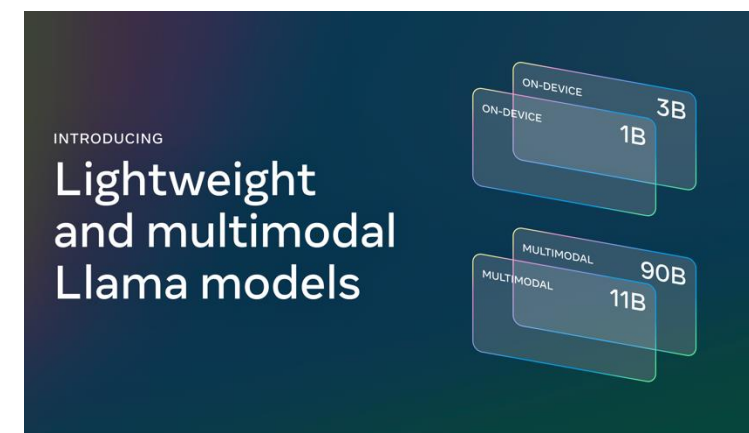 INTRODUCING
Lightweight
and multimodal
Llama models
ON-DEVICE
3B
ON-DEVICE
1B
MULTIMODAL
90B
MULTIMODAL
11B